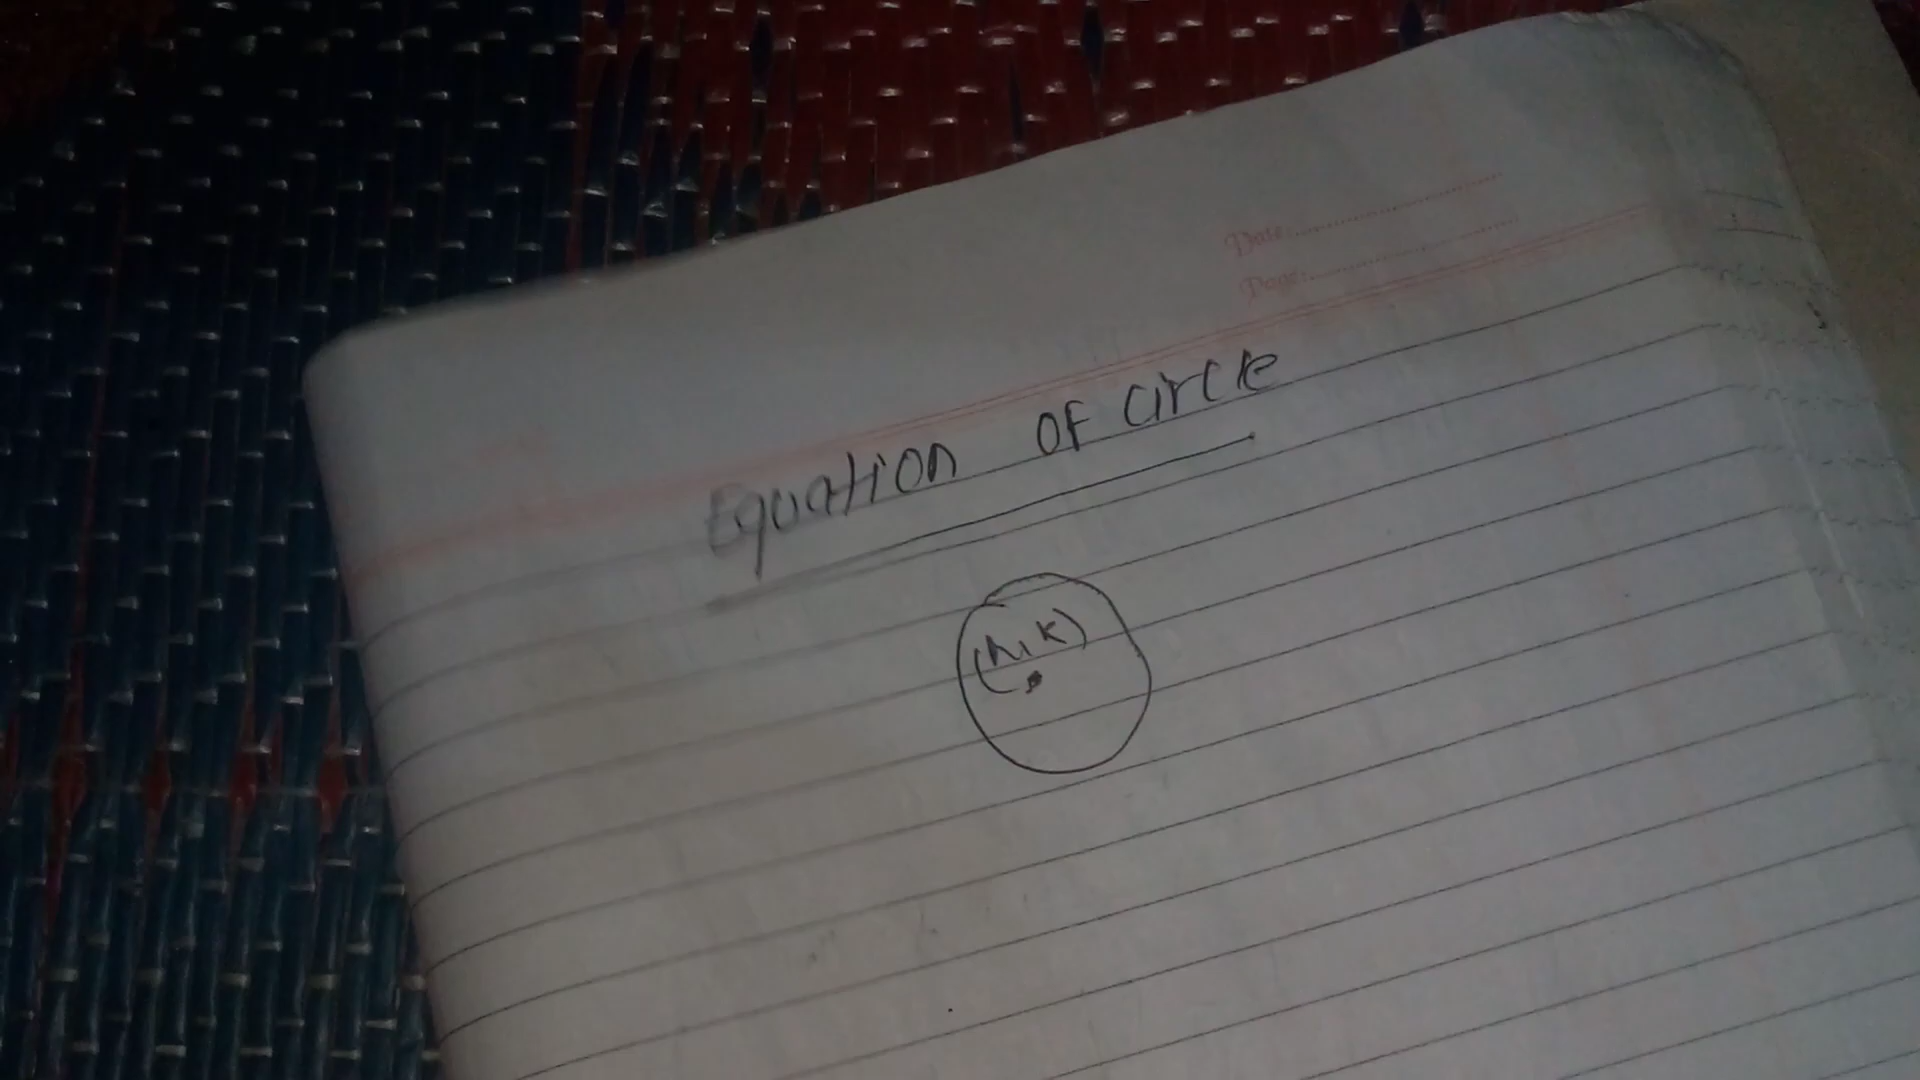 Date:
Page:
Equation OF Circle
(h, K)